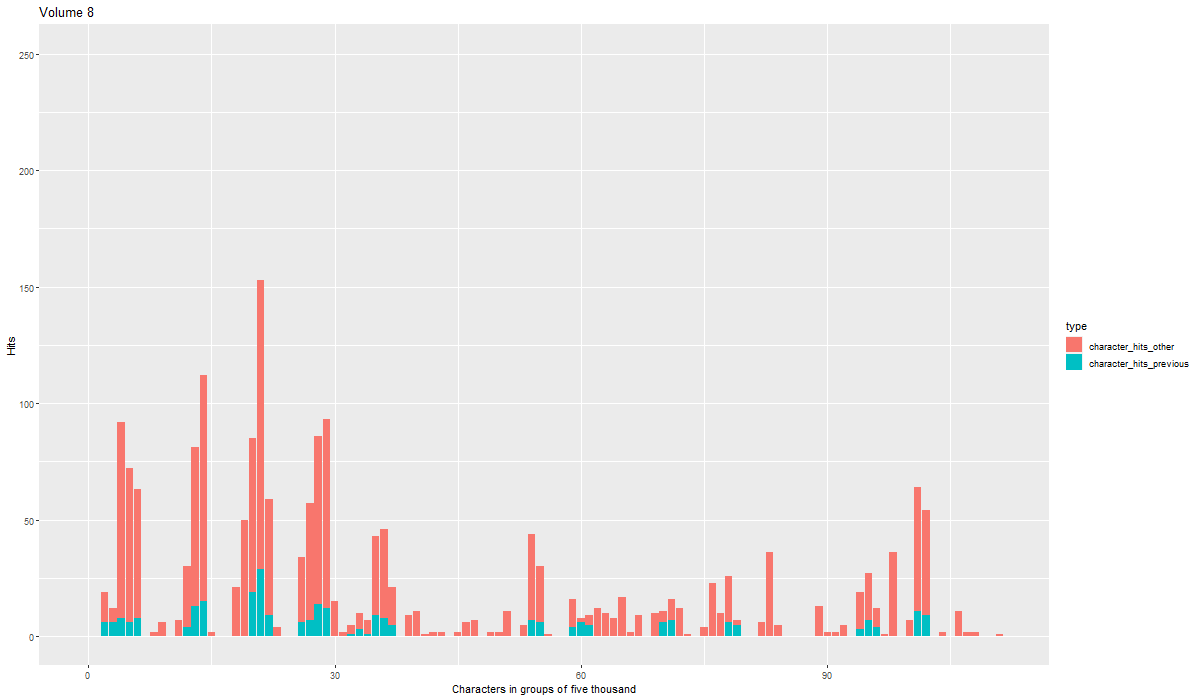 Volume 8
250
200
150
100
50
0
Hits
0 30 60 90
Characters in groups of five thousand
type
character_hits_other
character_hits_previous